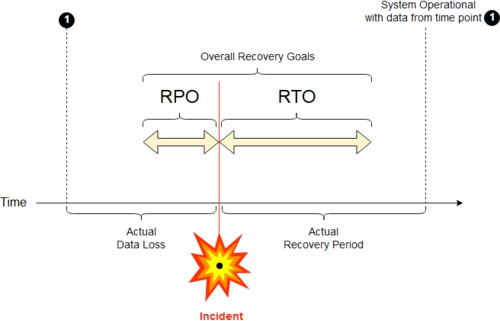 1
System Operational
with data from time point 1
Overall Recovery Goals
RPO
RTO
Time
Actual
Data Loss
Actual
Recovery Period
Incident